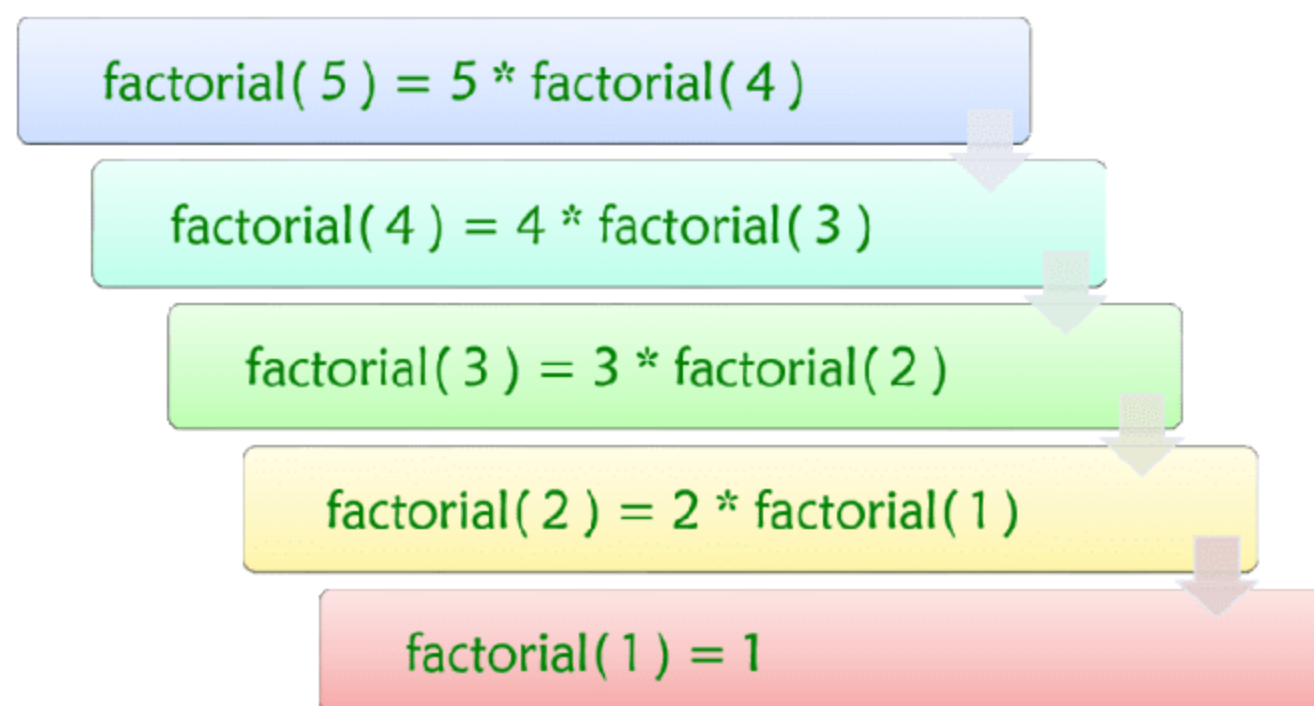 factorial( 5 ) = 5 * factorial( 4 )
factorial( 4 ) = 4 * factorial( 3 )
factorial( 3 ) = 3 * factorial( 2 )
factorial( 2 ) = 2 * factorial( 1 )
factorial( 1 ) = 1